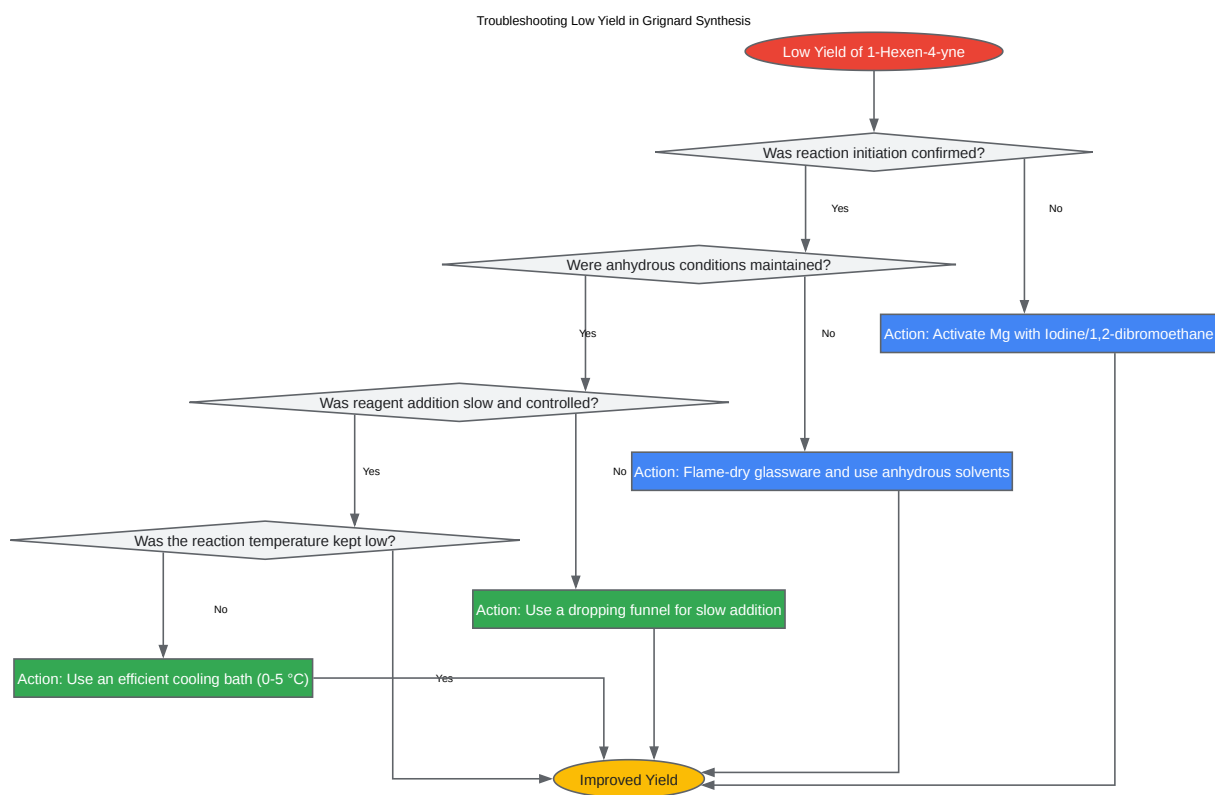 Troubleshooting Low Yield in Grignard Synthesis
Low Yield of 1-Hexen-4-yne
Was reaction initiation confirmed?
Yes
No
Were anhydrous conditions maintained?
Yes
No
Action: Activate Mg with Iodine/1,2-dibromoethane
Was reagent addition slow and controlled?
Yes
No
Action: Flame-dry glassware and use anhydrous solvents
Was the reaction temperature kept low?
No
Action: Use a dropping funnel for slow addition
Action: Use an efficient cooling bath (0-5 °C)
Yes
Improved Yield